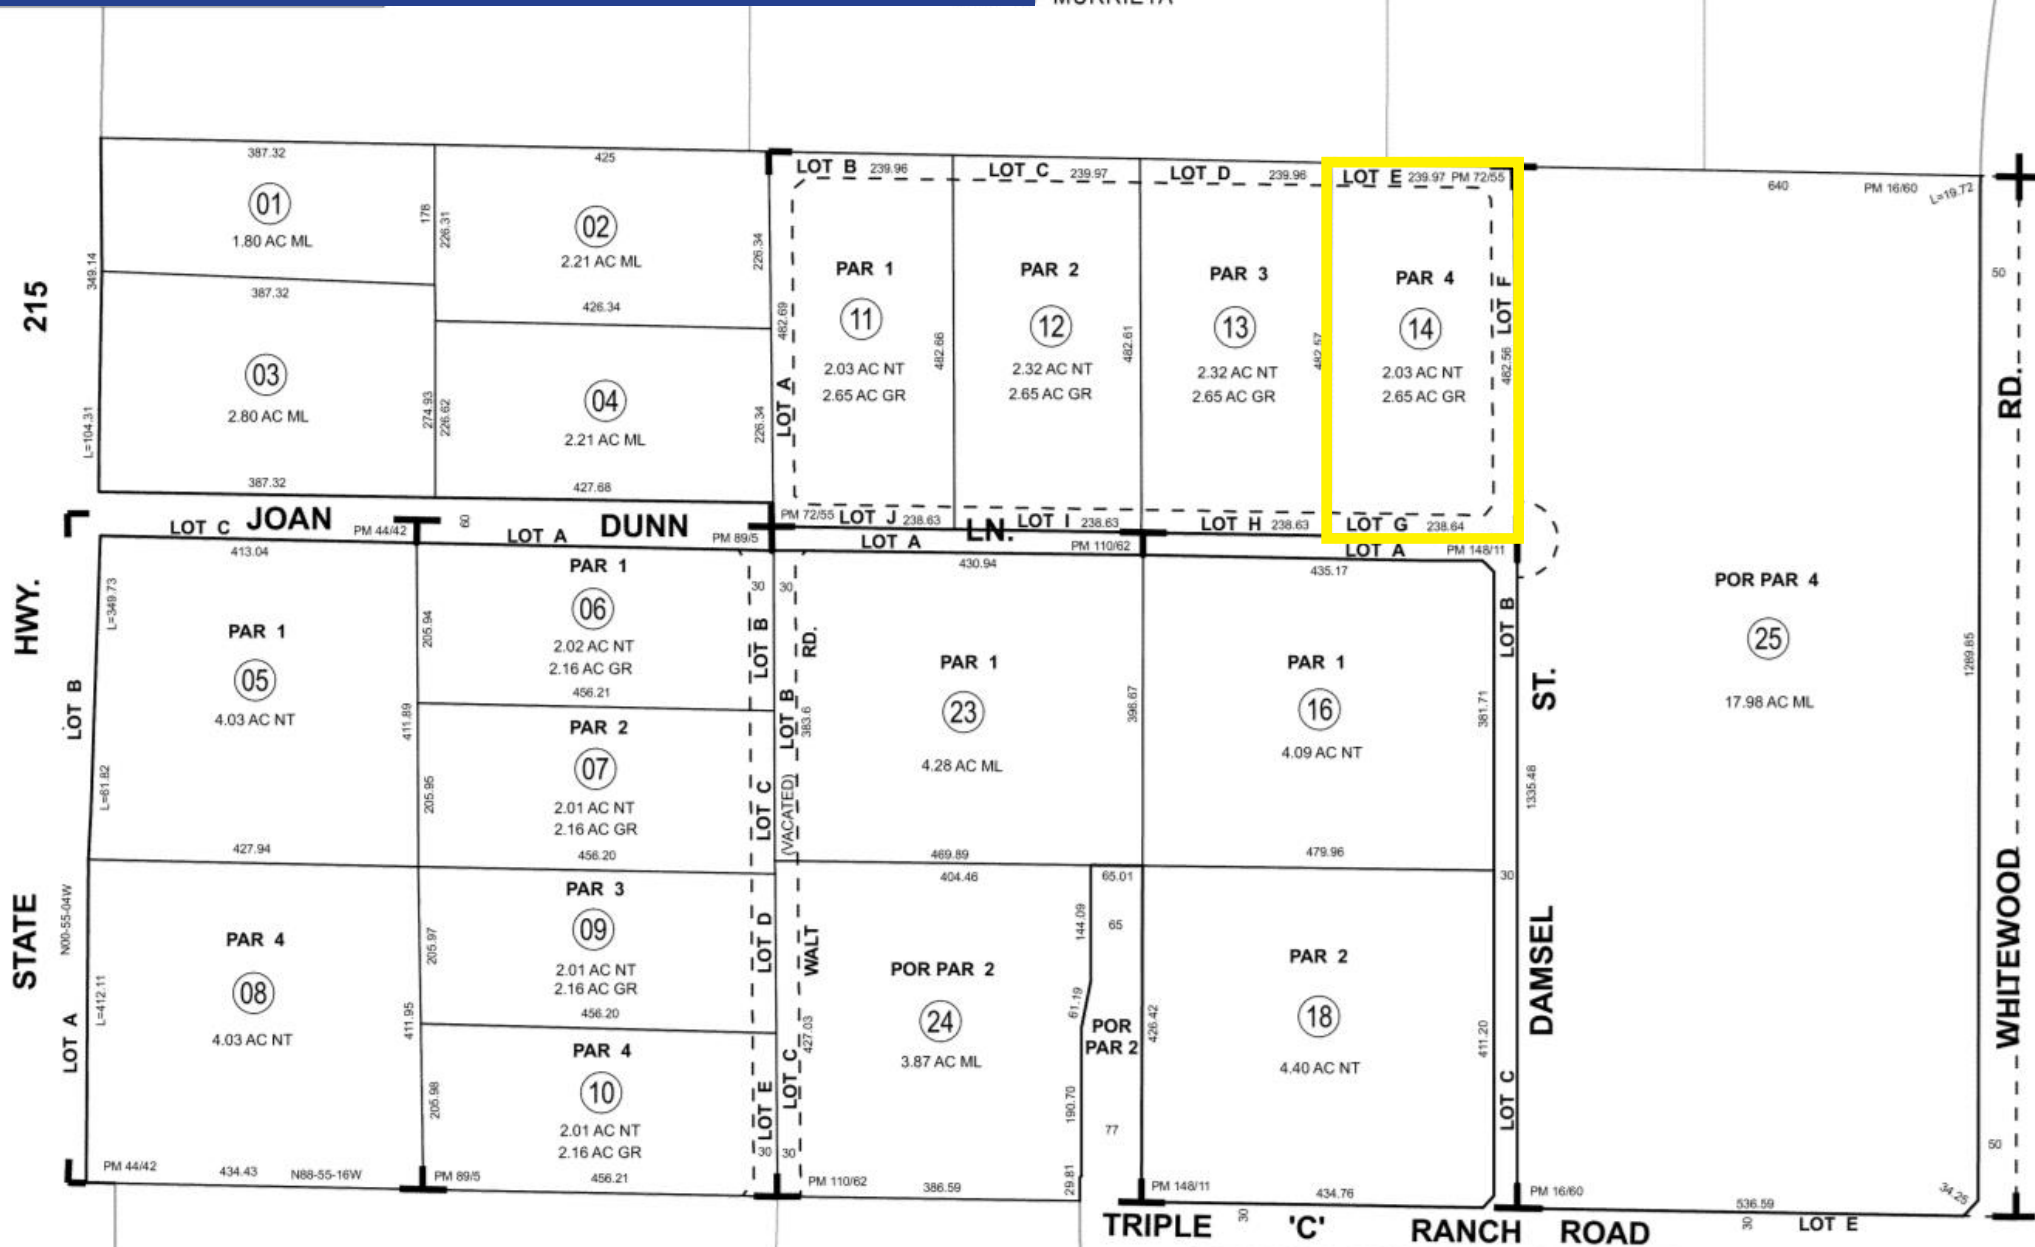 MURRIETA
387.32
01
1.80 AC ML
178
226.31
425
02
2.21 AC ML
226.34
349.14
387.32
03
2.80 AC ML
L=104.31
274.93
226.62
387.32
426.34
04
2.21 AC ML
226.34
427.68
215
HWY.
STATE
LOT B 239.96
LOT C 239.97
LOT D 239.96
LOT E 239.97 PM 72/55
482.69
LOT A
PAR 1
11
2.03 AC NT
2.65 AC GR
482.66
PAR 2
12
2.32 AC NT
2.65 AC GR
482.61
PAR 3
13
2.32 AC NT
2.65 AC GR
482.57
PAR 4
14
2.03 AC NT
2.65 AC GR
482.56
LOT F
PM 72/55 LOT J 238.63
LOT I 238.63
LOT H 238.63
LOT G 238.64
640
PM 16/60
L=19.72
50
RD.
WHITEWOOD
LOT C JOAN PM 44/42
60
LOT A DUNN PM 89/5
LOT A LN. PM 110/62
LOT A PM 148/11
413.04
L=349.73
PAR 1
05
4.03 AC NT
L=61.82
LOT B
411.89
427.94
205.94
PAR 1
06
2.02 AC NT
2.16 AC GR
456.21
205.95
PAR 2
07
2.01 AC NT
2.16 AC GR
456.20
30
30
LOT B
LOT C
RD.
LOT B
383.6
(VACATED)
430.94
PAR 1
23
4.28 AC ML
396.67
469.89
435.17
PAR 1
16
4.09 AC NT
381.71
479.96
LOT B
ST.
DAMSEL
1335.48
POR PAR 4
25
17.98 AC ML
1289.85
N00-55-04W
LOT A
L=412.11
PAR 4
08
4.03 AC NT
411.95
PM 44/42
434.43
N88-55-16W
205.97
PAR 3
09
2.01 AC NT
2.16 AC GR
456.20
205.98
PAR 4
10
2.01 AC NT
2.16 AC GR
PM 89/5
456.21
LOT D
LOT E
30
30
WALT
427.03
LOT C
404.46
POR PAR 2
24
3.87 AC ML
PM 110/62
386.59
65.01
144.09
65
61.19
POR
PAR 2
190.70
77
29.81
426.42
PAR 2
18
4.40 AC NT
411.20
30
LOT C
PM 148/11
434.76
PM 16/60
536.59
34.25
50
TRIPLE 30 'C' RANCH ROAD 30 LOT E